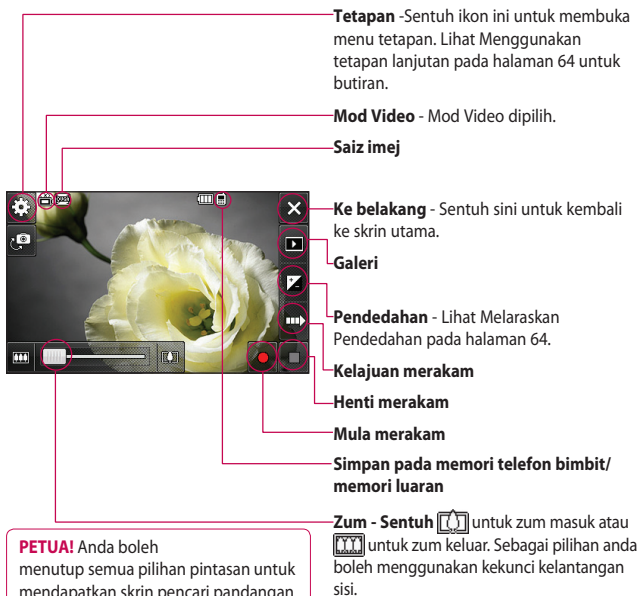 Tetapan -Sentuh ikon ini untuk membuka
menu tetapan. Lihat Menggunakan
tetapan lanjutan pada halaman 64 untuk
butiran.
Mod Video - Mod Video dipilih.
Saiz imej
Ke belakang - Sentuh sini untuk kembali
ke skrin utama.
Galeri
Pendedahan - Lihat Melaraskan
Pendedahan pada halaman 64.
Kelajuan merakam
Henti merakam
Mula merakam
Simpan pada memori telefon bimbit/
memori luaran
Zum - Sentuh untuk zum masuk atau
untuk zum keluar. Sebagai pilihan anda
boleh menggunakan kekunci kelantangan
sisi.
PETUA! Anda boleh
menutup semua pilihan pintasan untuk
mendapatkan skrin pencari pandangan